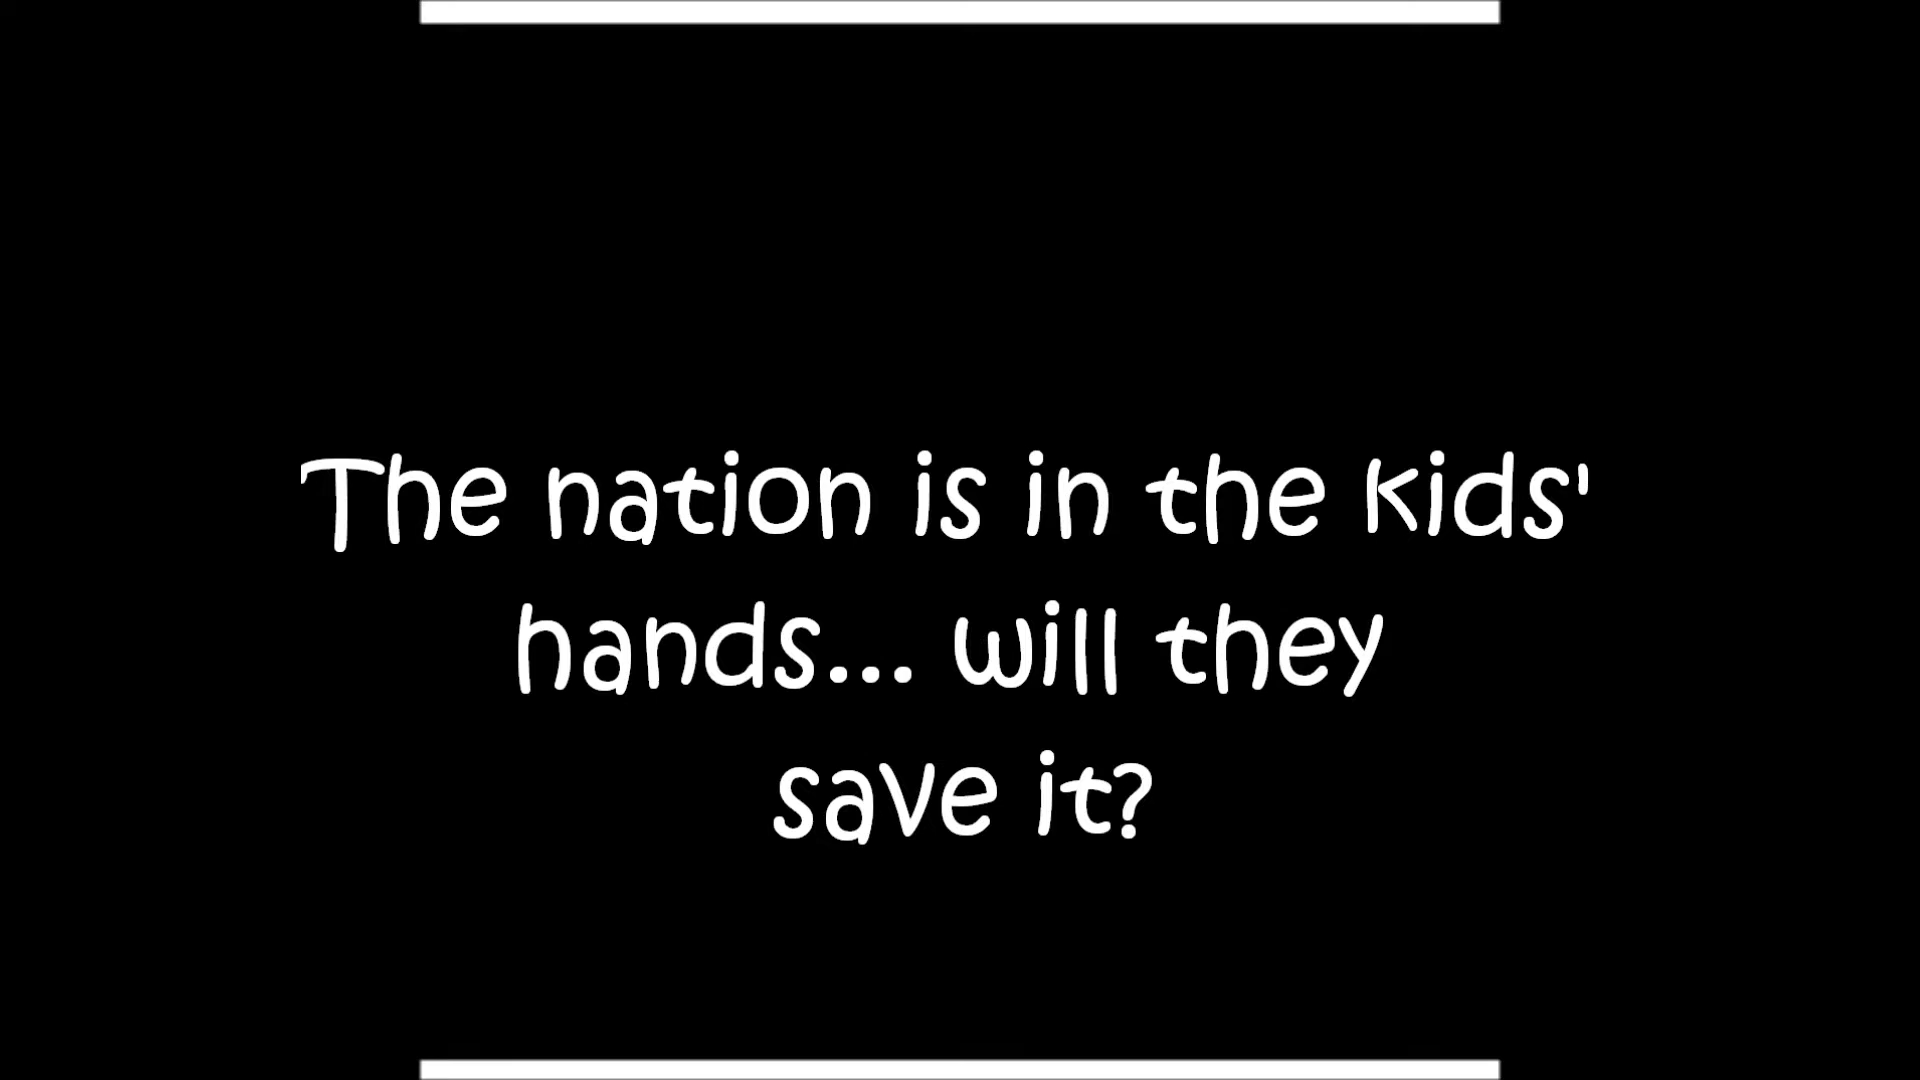 The nation is in the kids'
hands... will they
save it?